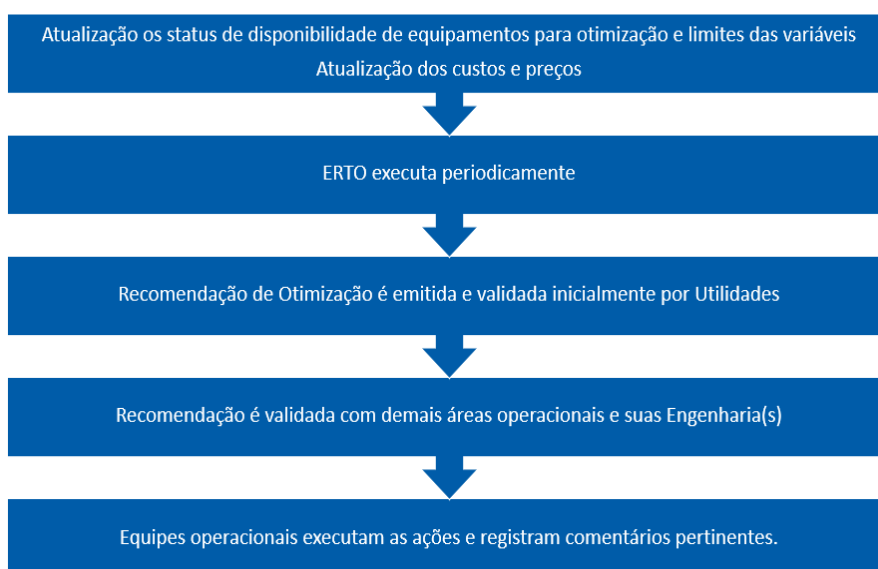 Atualização os status de disponibilidade de equipamentos para otimização e limites das variáveis
Atualização dos custos e preços
ERTO executa periodicamente
Recomendação de Otimização é emitida e validada inicialmente por Utilidades
Recomendação é validada com demais áreas operacionais e suas Engenharia(s)
Equipes operacionais executam as ações e registram comentários pertinentes.